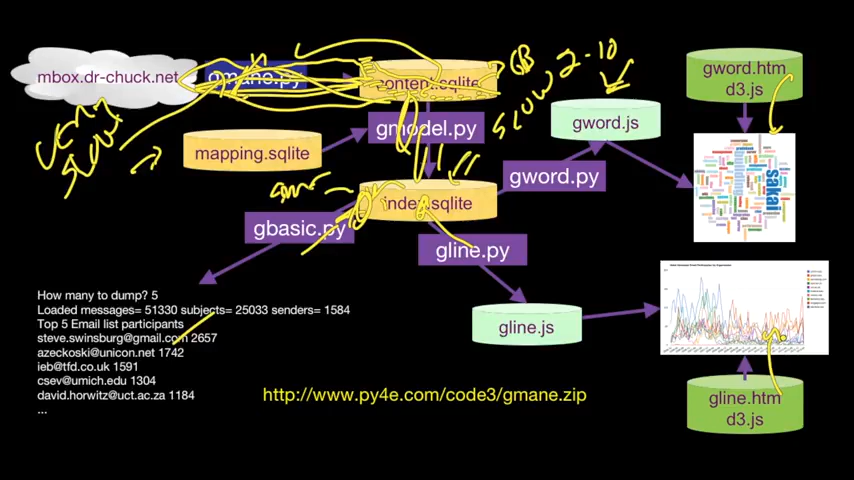 mbox.dr-chuck.net
gmane.py
content.sqlite
GB
SLOW 2-10
VERY
SLOW
mapping.sqlite
gmodel.py
gword.js
gword.htm
d3.js
sakai
index.sqlite
gword.py
gbasic.py
gline.py
gline.js
gline.htm
d3.js
How many to dump? 5
Loaded messages= 51330 subjects= 25033 senders= 1584
Top 5 Email list participants
steve.swinsburg@gmail.com 2657
azeckoski@unicon.net 1742
ieb@tfd.co.uk 1591
csev@umich.edu 1304
david.horwitz@uct.ac.za 1184
...
http://www.py4e.com/code3/gmane.zip